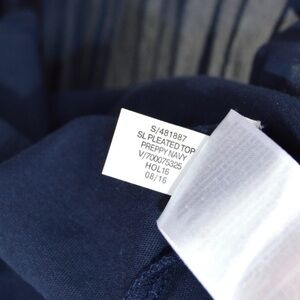 S/481887
SL PLEATED TOP
PREPPY NAVY
V/700075325
HOL16
08/16